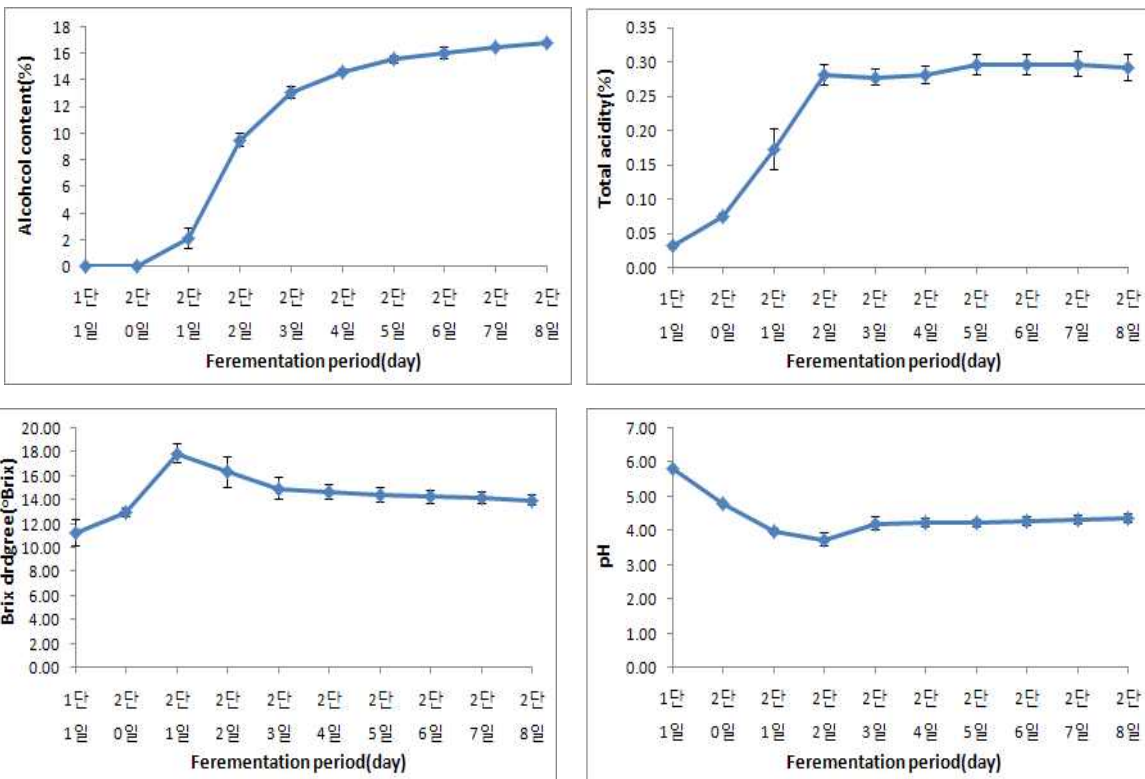 Alcohcol content(%)
18
16
14
12
10
8
6
4
2
0
1단 2단 2단 2단 2단 2단 2단 2단 2단 2단
1일 0일 1일 2일 3일 4일 5일 6일 7일 8일
Ferementation period(day)
Total acidity(%)
0.35
0.30
0.25
0.20
0.15
0.10
0.05
0.00
1단 2단 2단 2단 2단 2단 2단 2단 2단 2단
1일 0일 1일 2일 3일 4일 5일 6일 7일 8일
Ferementation period(day)
Brix drdgree(°Brix)
20.00
18.00
16.00
14.00
12.00
10.00
8.00
6.00
4.00
2.00
0.00
1단 2단 2단 2단 2단 2단 2단 2단 2단 2단
1일 0일 1일 2일 3일 4일 5일 6일 7일 8일
Ferementation period(day)
pH
7.00
6.00
5.00
4.00
3.00
2.00
1.00
0.00
1단 2단 2단 2단 2단 2단 2단 2단 2단 2단
1일 0일 1일 2일 3일 4일 5일 6일 7일 8일
Ferementation period(day)